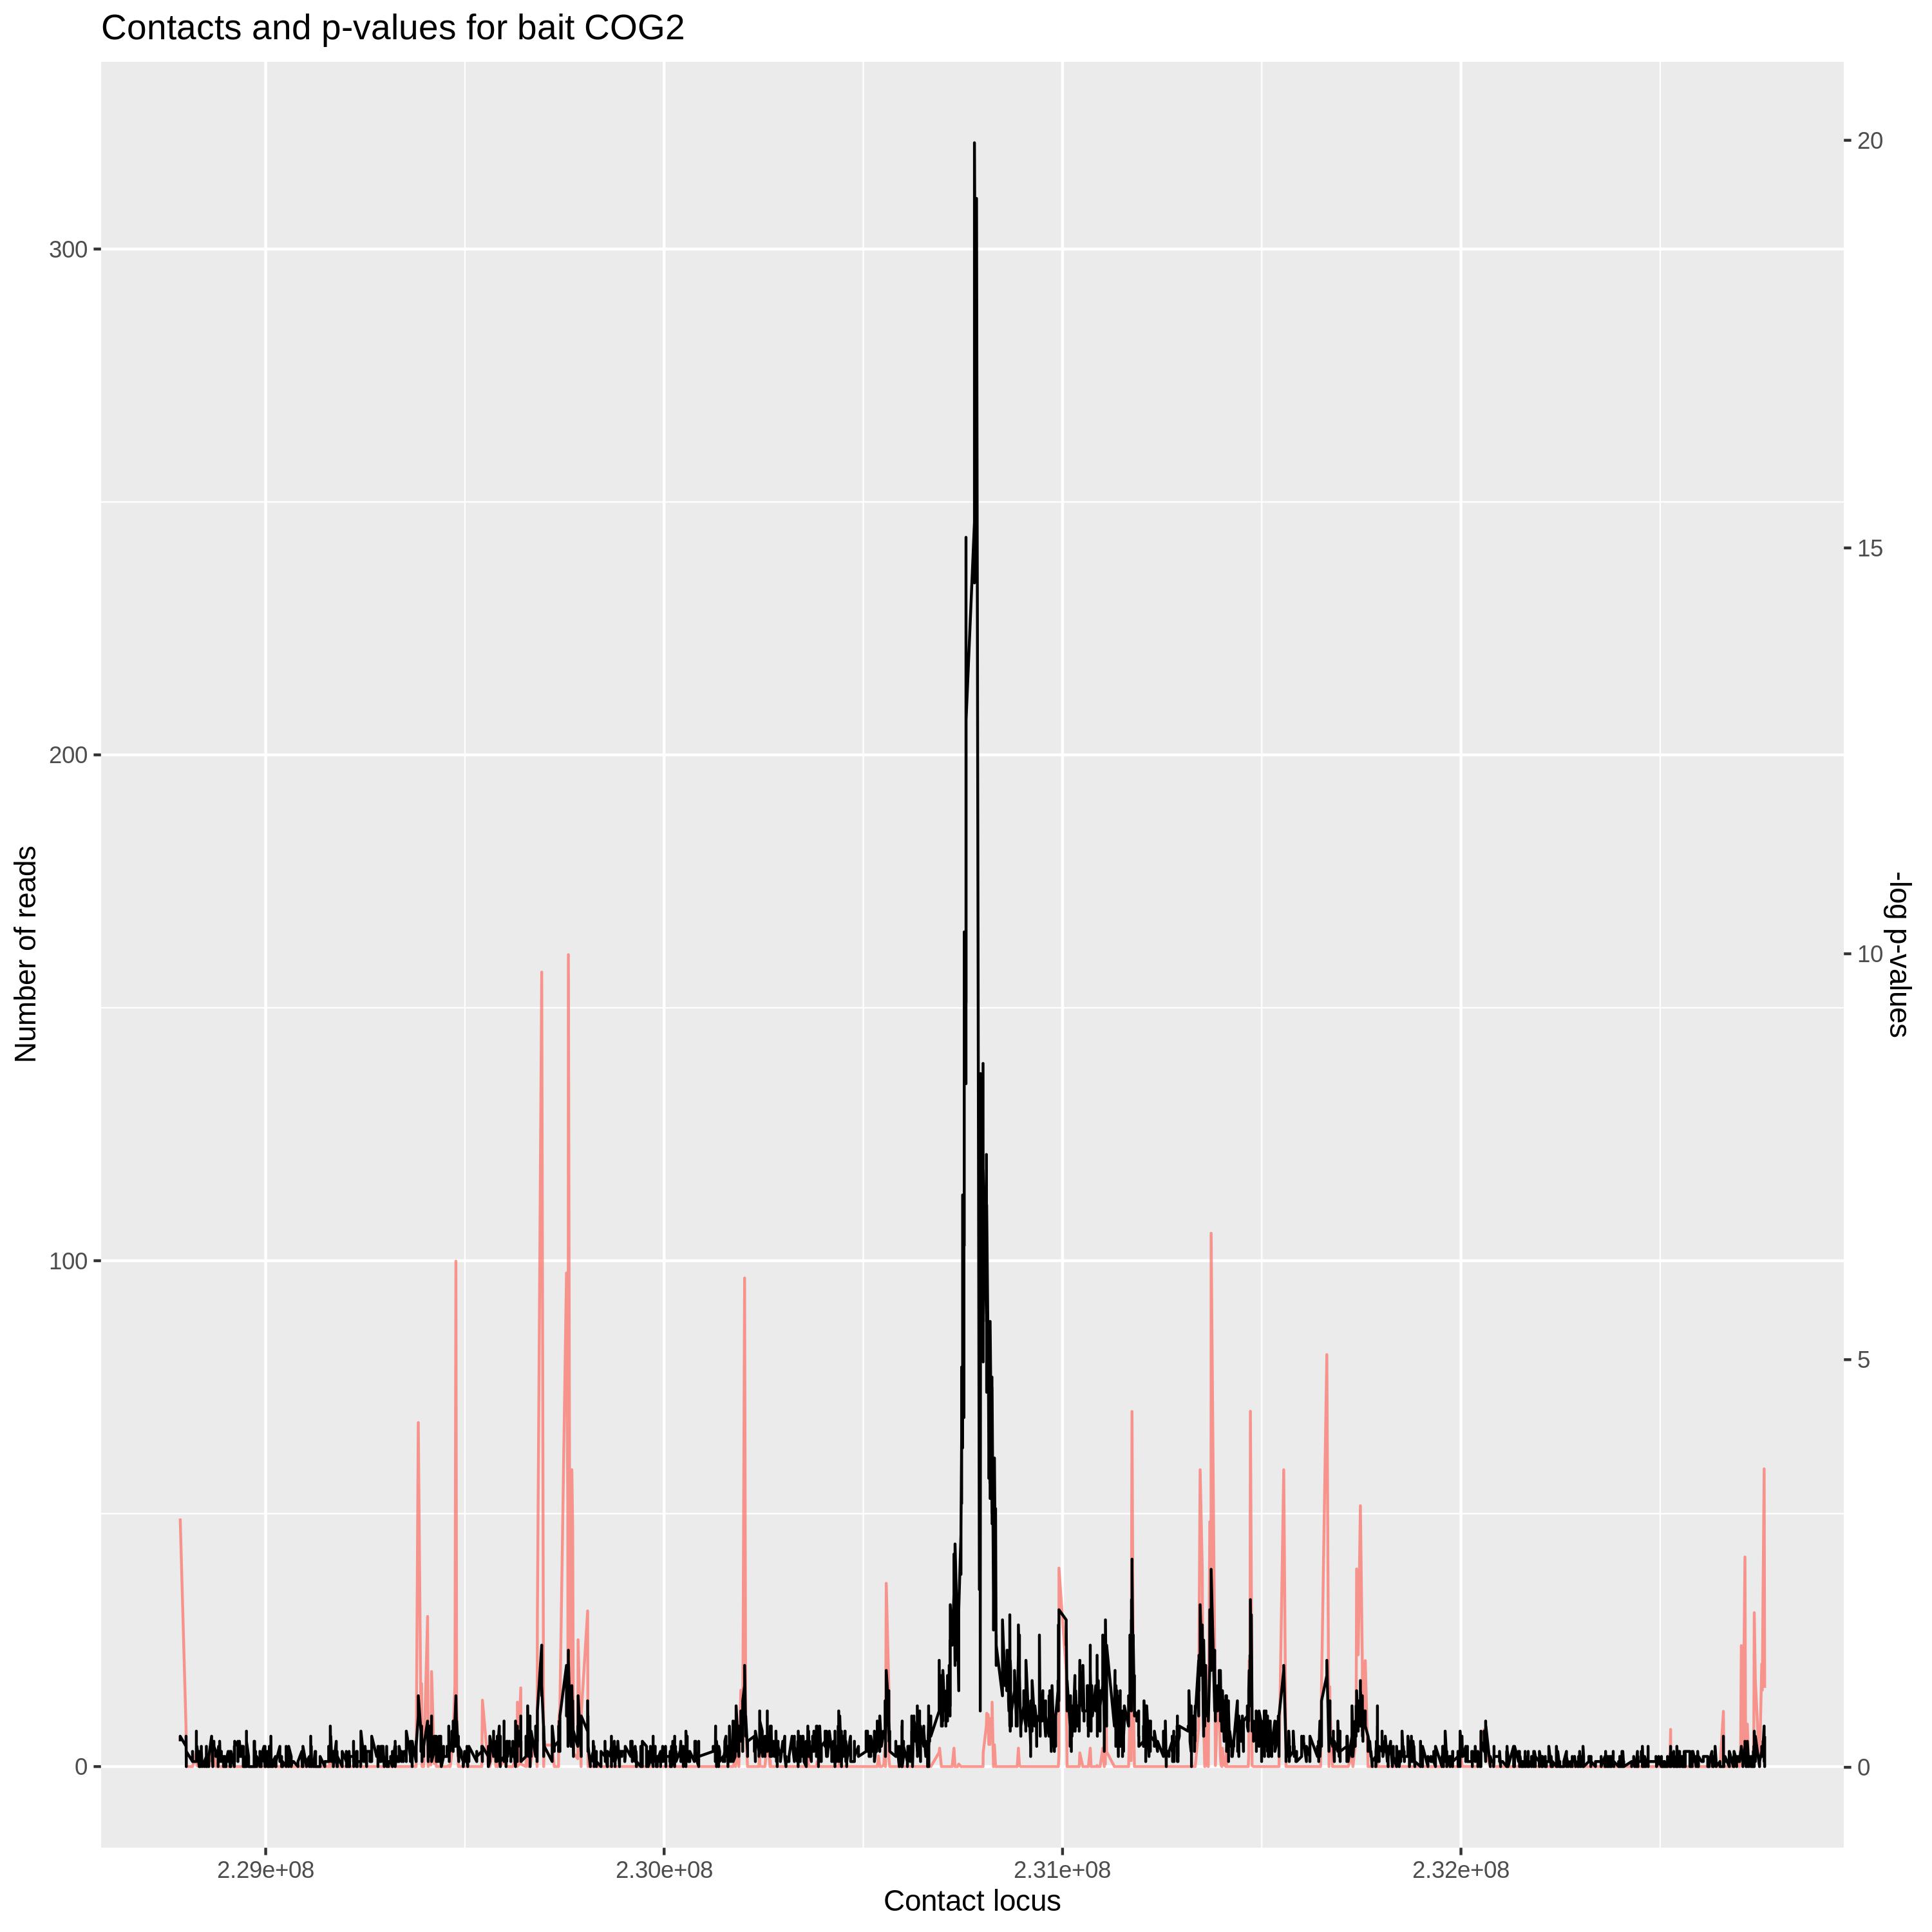 Contacts and p-values for bait COG2
Number of reads
300
200
100
0
20
15
10
5
0
-log p-values
2.29e+08
2.30e+08
2.31e+08
2.32e+08
Contact locus